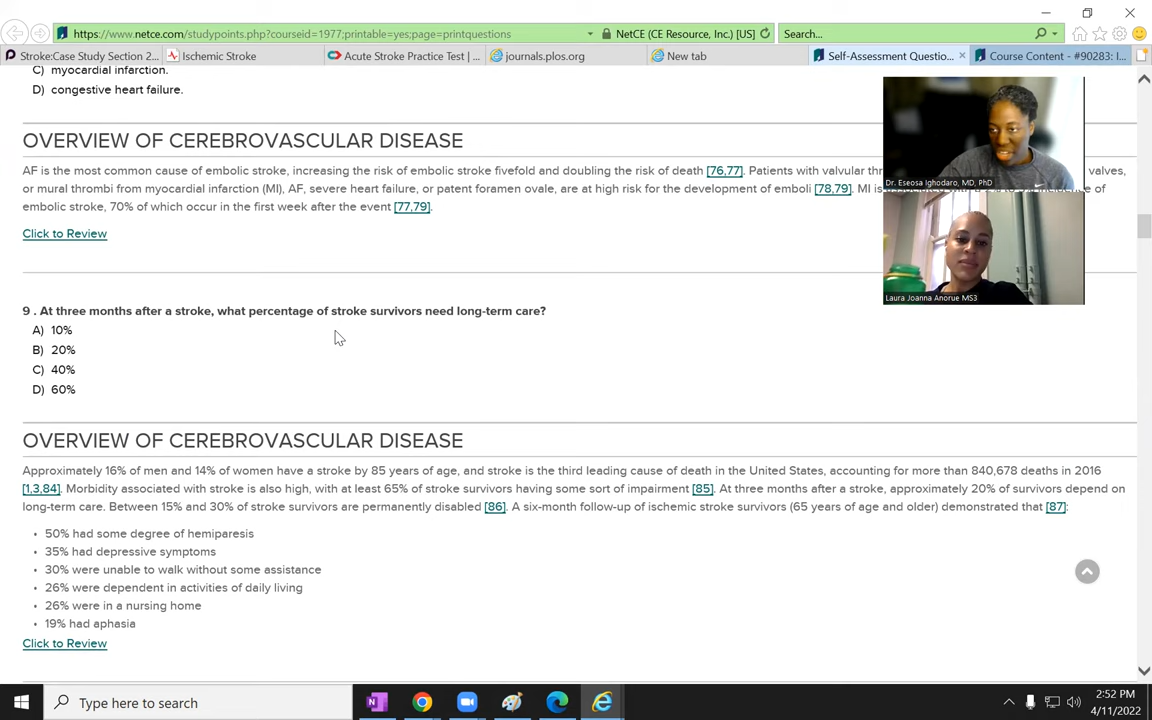 https://www.netce.com/studypoints.php?courseid=1977;printable=yes;page=printquestions
NetCE (CE Resource, Inc.) [US]
Search...
Stroke:Case Study Section 2...
Ischemic Stroke
Acute Stroke Practice Test | ...
journals.plos.org
New tab
Self-Assessment Questio...
Course Content - #90283: I...
C) myocardial infarction.
D) congestive heart failure.
OVERVIEW OF CEREBROVASCULAR DISEASE
AF is the most common cause of embolic stroke, increasing the risk of embolic stroke fivefold and doubling the risk of death [76,77]. Patients with valvular valves,
or mural thrombi from myocardial infarction (MI), AF, severe heart failure, or patent foramen ovale, are at high risk for the development of emboli [78,79]. MI is of
embolic stroke, 70% of which occur in the first week after the event [77,79].
Click to Review
Dr. Eseosa Ighodaro, MD, PhD
Laura Joanna Anorue MS3
9 . At three months after a stroke, what percentage of stroke survivors need long-term care?
A) 10%
B) 20%
C) 40%
D) 60%
OVERVIEW OF CEREBROVASCULAR DISEASE
Approximately 16% of men and 14% of women have a stroke by 85 years of age, and stroke is the third leading cause of death in the United States, accounting for more than 840,678 deaths in 2016
[1,3,84]. Morbidity associated with stroke is also high, with at least 65% of stroke survivors having some sort of impairment [85]. At three months after a stroke, approximately 20% of survivors depend on
long-term care. Between 15% and 30% of stroke survivors are permanently disabled [86]. A six-month follow-up of ischemic stroke survivors (65 years of age and older) demonstrated that [87]:
• 50% had some degree of hemiparesis
• 35% had depressive symptoms
• 30% were unable to walk without some assistance
• 26% were dependent in activities of daily living
• 26% were in a nursing home
• 19% had aphasia
Click to Review
Type here to search
2:52 PM
4/11/2022